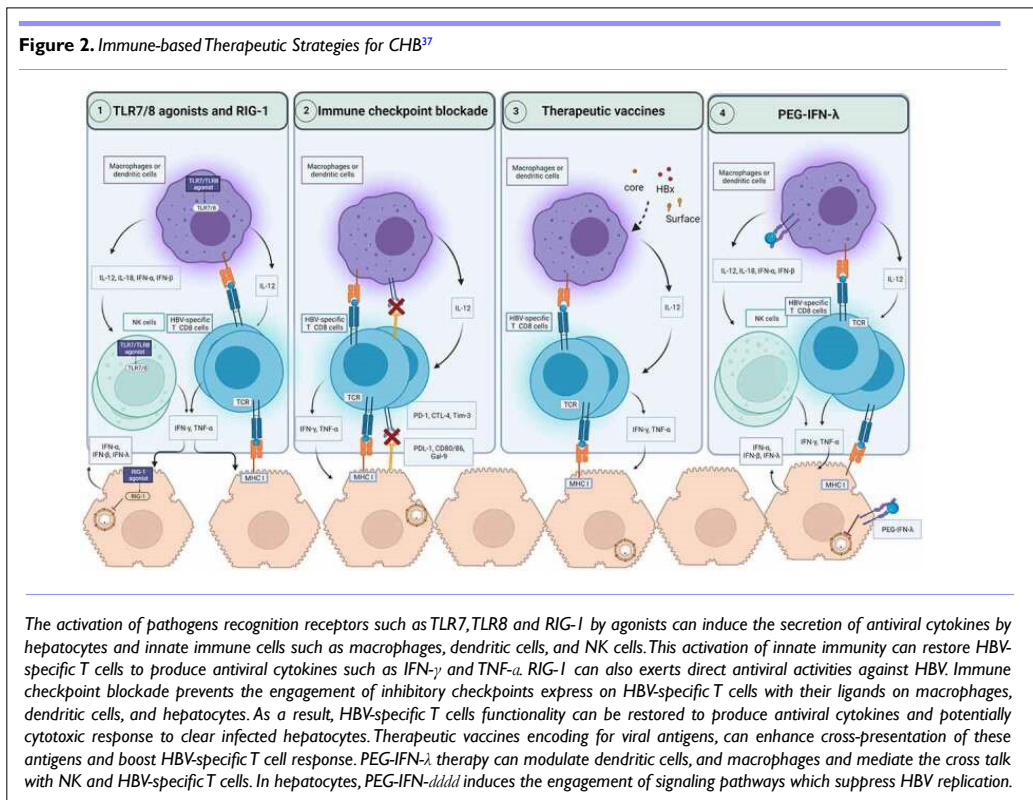 Figure 2. Immune-based Therapeutic Strategies for CHB37
1 TLR7/8 agonists and RIG-1
Macrophages or
dendritic cells
TLR7/TLR8
agonist
TLR7/8
IL-12, IL-18, IFN-α, IFN-β
IL-12
NK cells
HBV-specific
T CD8 cells
TLR7/TLR8
agonist
TLR7/8
TCR
IFN-γ, TNF-α
IFN-α,
IFN-β, IFN-λ
RIG-1
agonist
RIG-1
MHC I
2 Immune checkpoint blockade
Macrophages or
dendritic cells
IL-12
HBV-specific
T CD8 cells
TCR
PD-1, CTL-4, Tim-3
IFN-γ, TNF-α
PDL-1, CD80/86,
Gal-9
MHC I
3 Therapeutic vaccines
Macrophages or
dendritic cells
core
HBx
Surface
IL-12
HBV-specific
T CD8 cells
TCR
IFN-γ, TNF-α
MHC I
4 PEG-IFN-λ
Macrophages or
dendritic cells
IL-12, IL-18, IFN-α, IFN-β
IL-12
HBV-specific
T CD8 cells
NK cells
TCR
IFN-γ, TNF-α
IFN-α,
IFN-β, IFN-λ
MHC I
PEG-IFN-λ
The activation of pathogens recognition receptors such as TLR7, TLR8 and RIG-1 by agonists can induce the secretion of antiviral cytokines by
hepatocytes and innate immune cells such as macrophages, dendritic cells, and NK cells. This activation of innate immunity can restore HBV-
specific T cells to produce antiviral cytokines such as IFN-γ and TNF-α. RIG-1 can also exerts direct antiviral activities against HBV. Immune
checkpoint blockade prevents the engagement of inhibitory checkpoints express on HBV-specific T cells with their ligands on macrophages,
dendritic cells, and hepatocytes. As a result, HBV-specific T cells functionality can be restored to produce antiviral cytokines and potentially
cytotoxic response to clear infected hepatocytes. Therapeutic vaccines encoding for viral antigens, can enhance cross-presentation of these
antigens and boost HBV-specific T cell response. PEG-IFN-λ therapy can modulate dendritic cells, and macrophages and mediate the cross talk
with NK and HBV-specific T cells. In hepatocytes, PEG-IFN-dddd induces the engagement of signaling pathways which suppress HBV replication.